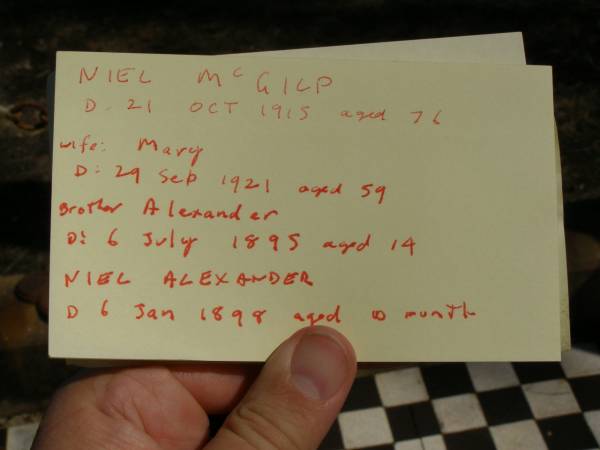 NIEL McGILP
D. 21 OCT 1915 aged 76
wife: Mary
D: 29 Sep 1921 aged 59
Brother Alexander
D: 6 July 1895 aged 14
NIEL ALEXANDER
D 6 Jan 1898 aged 10 month